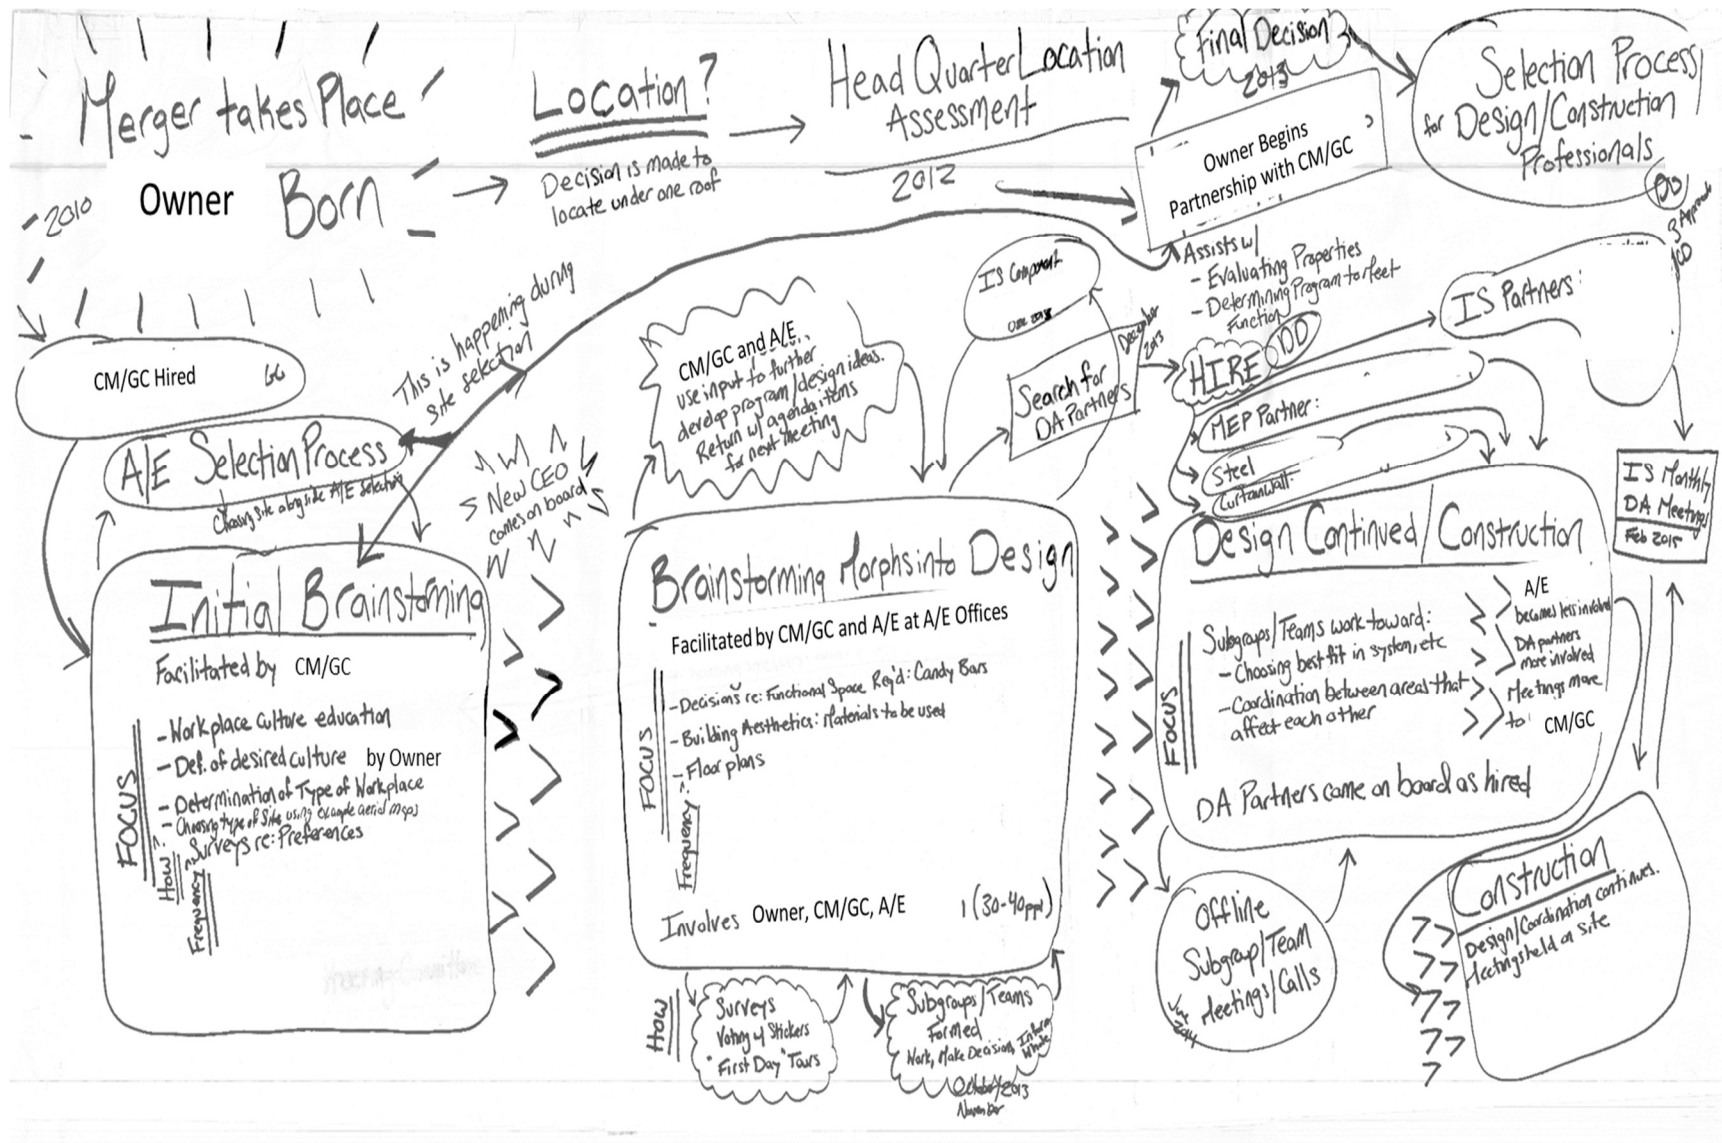 Merger takes Place
2010
Owner Born
Location?
Decision is made to
locate under one roof
Head Quarter Location
Assessment
2012
Final Decision
2013
Owner Begins
Partnership with CM/GC
Assists w/
- Evaluating Properties
- Determining Program to feet
Function
Selection Process
for Design/Construction
Professionals
IS Partners:
CM/GC Hired
GC
A/E Selection Process
Choosing site alongside A/E selection
This is happening during
site selection
New CEO
comes on board
CM/GC and A/E
use input to further
develop program/design ideas.
Return w/ agenda items
for next meeting
IS Component
Search for
DA Partners
December
2013
HIRE
MEP Partner:
Steel
Curtainwall:
IS Monthly
DA Meetings
Feb 2015
Initial Brainstorming
Facilitated by CM/GC
FOCUS
- Workplace culture education
- Def. of desired culture by Owner
- Determination of Type of Workplace
- Choosing type of Site using example aerial maps
How?
Surveys re: Preferences
Frequency
Brainstorming Morphs into Design
Facilitated by CM/GC and A/E at A/E Offices
FOCUS
- Decisions re: Functional Space Req'd: Candy Bars
- Building Aesthetics: Materials to be used
- Floor plans
Frequency
Involves Owner, CM/GC, A/E (30-40ppl)
HOW
Surveys
Voting w/ Stickers
"First Day" Tours
Subgroups/Teams
Formed
Work, Make Decision, Inform
Whole
October 2013
November
Design Continued/Construction
FOCUS
Subgroups/Teams work toward:
- Choosing best fit in system, etc
- Coordination between areas that
affect each other
A/E
becomes less involved
DA partners
more involved
Meetings move
to CM/GC
DA Partners come on board as hired
Offline
Subgroup/Team
Meetings/Calls
2014
Construction
Design/Coordination continues.
Meetings held on site